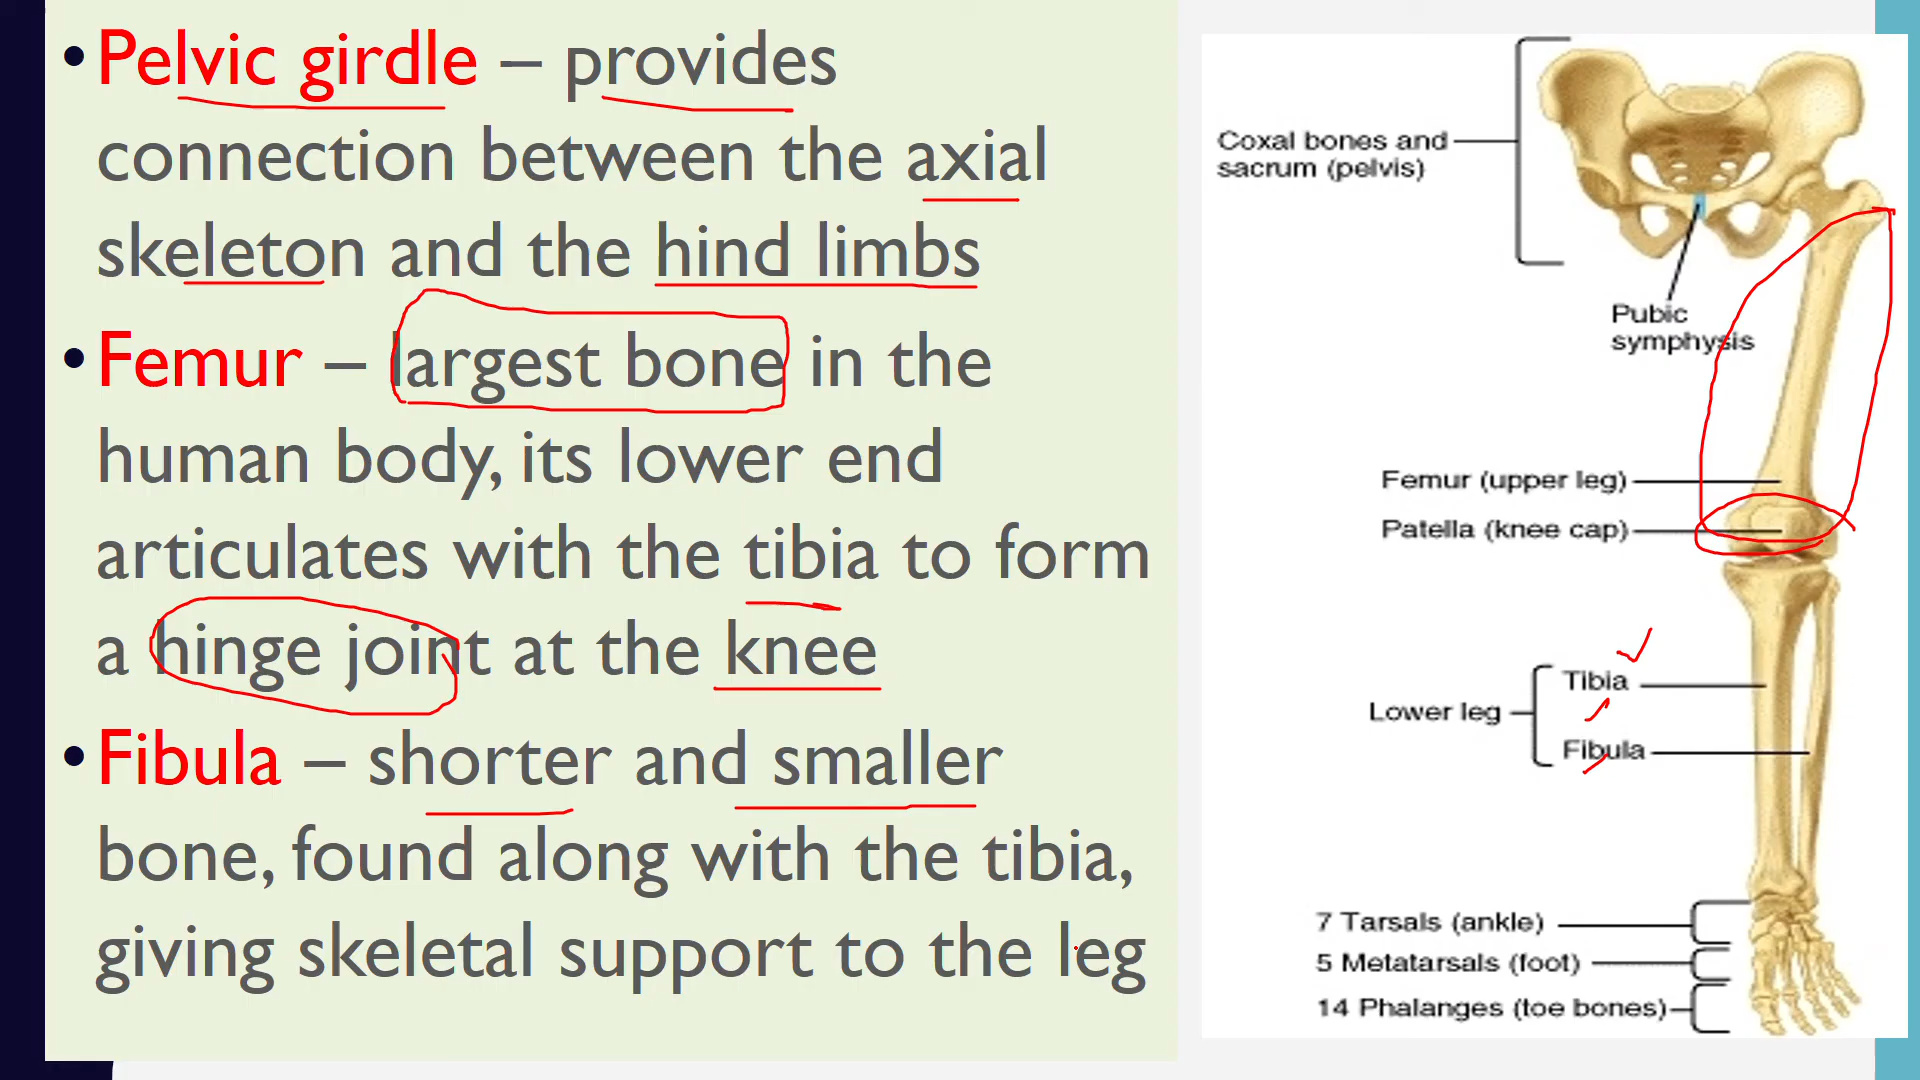 •Pelvic girdle – provides
connection between the axial
skeleton and the hind limbs
•Femur – largest bone in the
human body, its lower end
articulates with the tibia to form
a hinge joint at the knee
•Fibula – shorter and smaller
bone, found along with the tibia,
giving skeletal support to the leg
Coxal bones and
sacrum (pelvis)
Pubic
symphysis
Femur (upper leg)
Patella (knee cap)
Tibia
Lower leg
Fibula
7 Tarsals (ankle)
5 Metatarsals (foot)
14 Phalanges (toe bones)